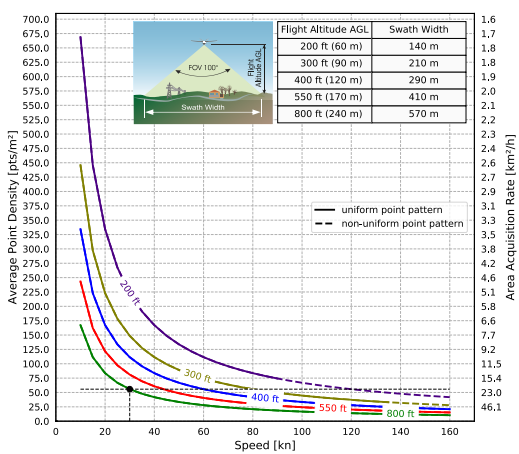 700.0
675.0
650.0
625.0
600.0
575.0
550.0
525.0
500.0
475.0
450.0
425.0
400.0
375.0
350.0
325.0
300.0
275.0
250.0
225.0
200.0
175.0
150.0
125.0
100.0
75.0
50.0
25.0
0.0
Average Point Density [pts/m²]
FOV 100°
Flight
Altitude AGL
Swath Width
Flight Altitude AGL Swath Width
200 ft (60 m) 140 m
300 ft (90 m) 210 m
400 ft (120 m) 290 m
550 ft (170 m) 410 m
800 ft (240 m) 570 m
uniform point pattern
non-uniform point pattern
200 ft
300 ft
400 ft
550 ft
800 ft
1.6
1.7
1.8
1.8
1.9
2.0
2.1
2.2
2.3
2.4
2.6
2.7
2.9
3.1
3.3
3.5
3.8
4.2
4.6
5.1
5.8
6.6
7.7
9.2
11.5
15.4
23.0
46.1
Area Acquisition Rate [km²/h]
0 20 40 60 80 100 120 140 160
Speed [kn]